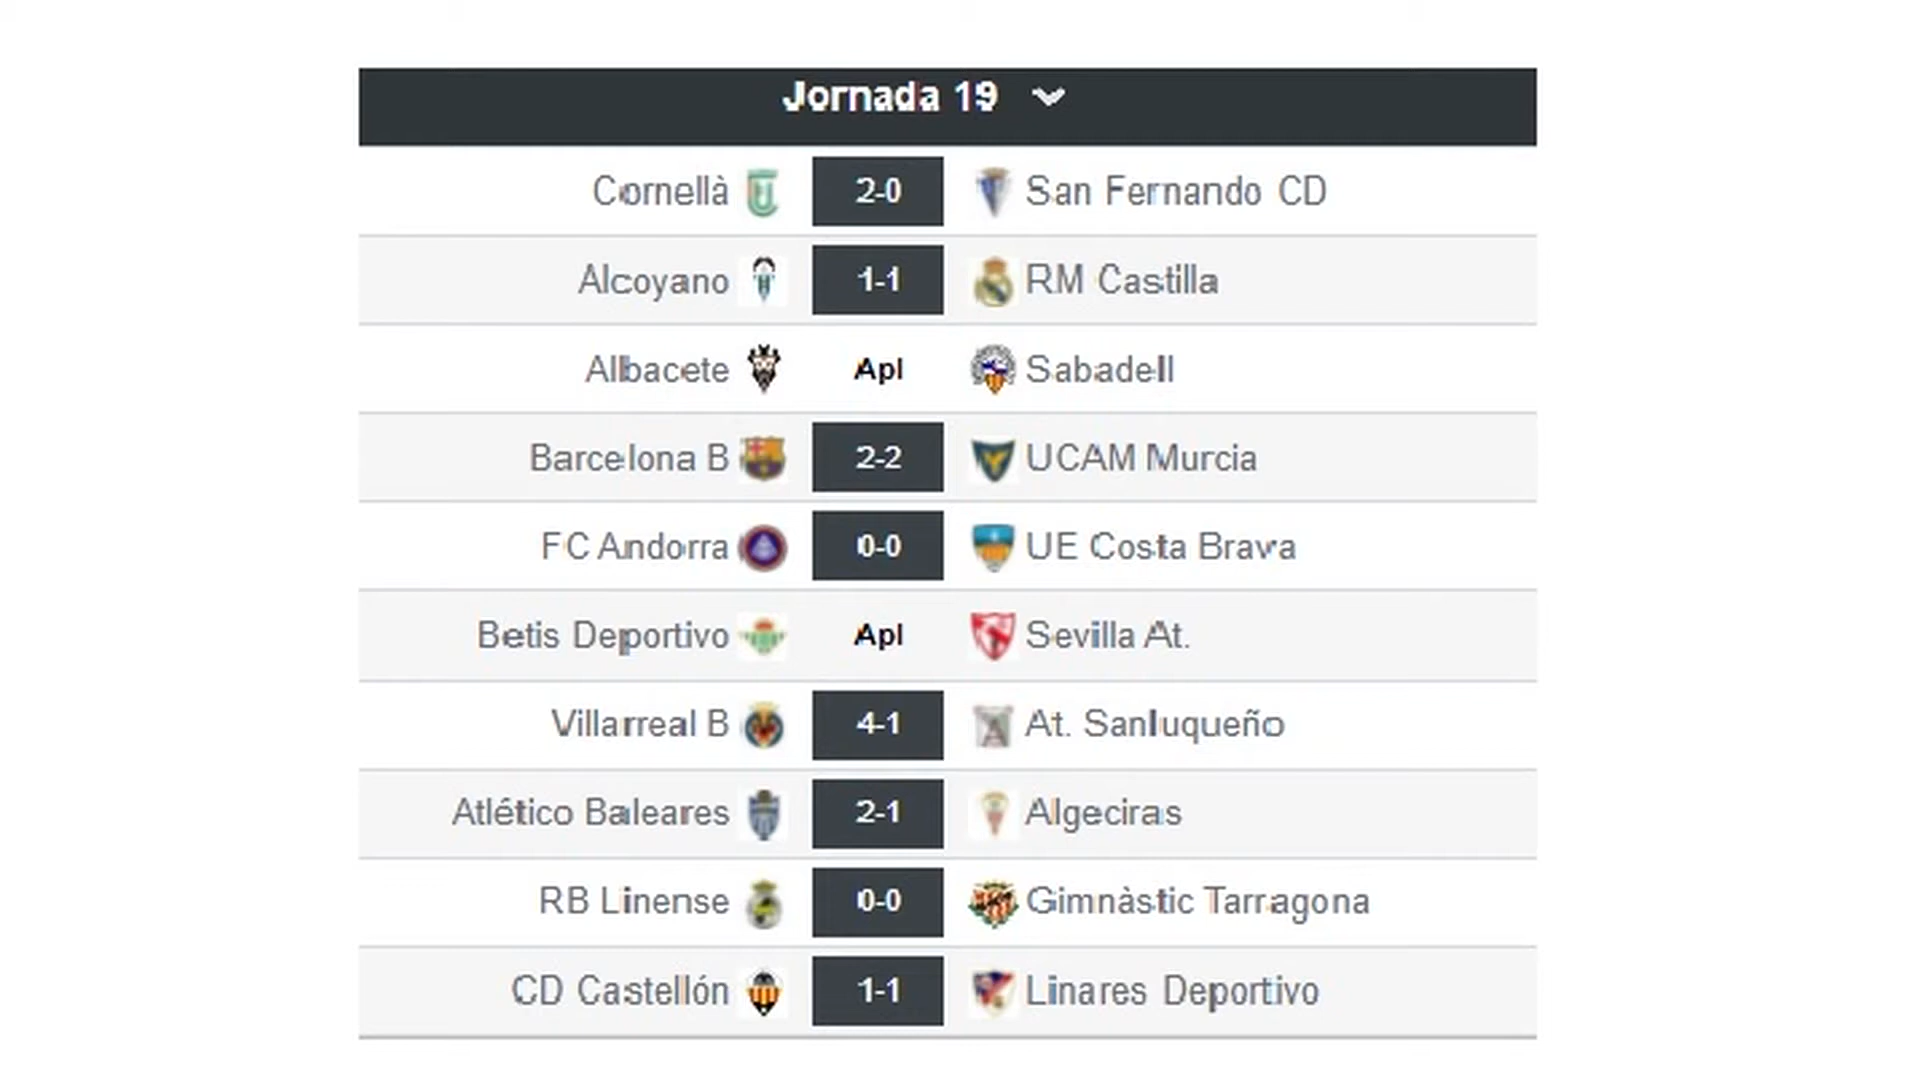 Jornada 19
Cornellà 2-0 San Fernando CD
Alcoyano 1-1 RM Castilla
Albacete Apl Sabadell
Barcelona B 2-2 UCAM Murcia
FC Andorra 0-0 UE Costa Brava
Betis Deportivo Apl Sevilla At.
Villarreal B 4-1 At. Sanluqueño
Atlético Baleares 2-1 Algeciras
RB Linense 0-0 Gimnàstic Tarragona
CD Castellón 1-1 Linares Deportivo